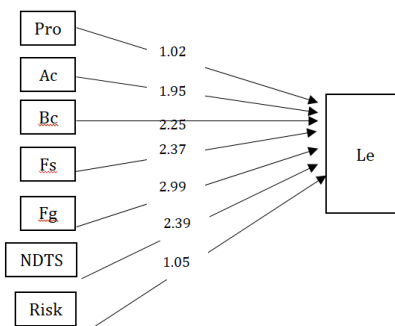 Pro
1.02
Ac
1.95
Bc
2.25
Fs
2.37
Le
Fg
2.99
NDTS
2.39
Risk
1.05